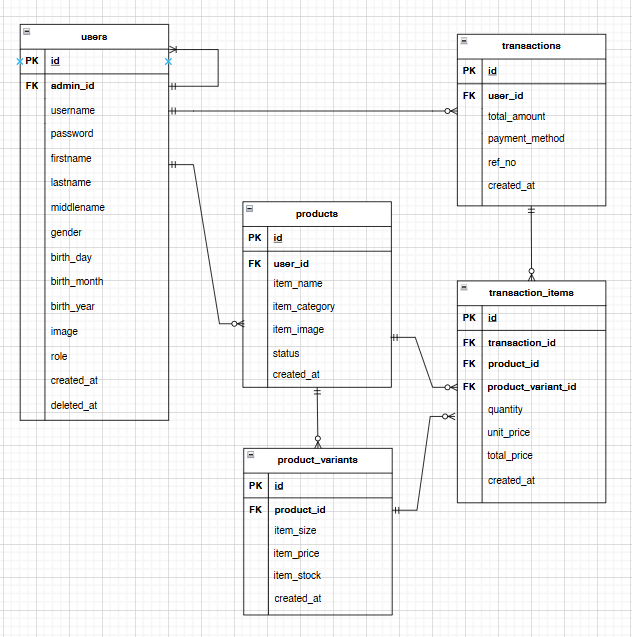 users
PK id
FK admin_id
username
password
firstname
lastname
middlename
gender
birth_day
birth_month
birth_year
image
role
created_at
deleted_at
transactions
PK id
FK user_id
total_amount
payment_method
ref_no
created_at
products
PK id
FK user_id
item_name
item_category
item_image
status
created_at
transaction_items
PK id
FK transaction_id
FK product_id
FK product_variant_id
quantity
unit_price
total_price
created_at
product_variants
PK id
FK product_id
item_size
item_price
item_stock
created_at